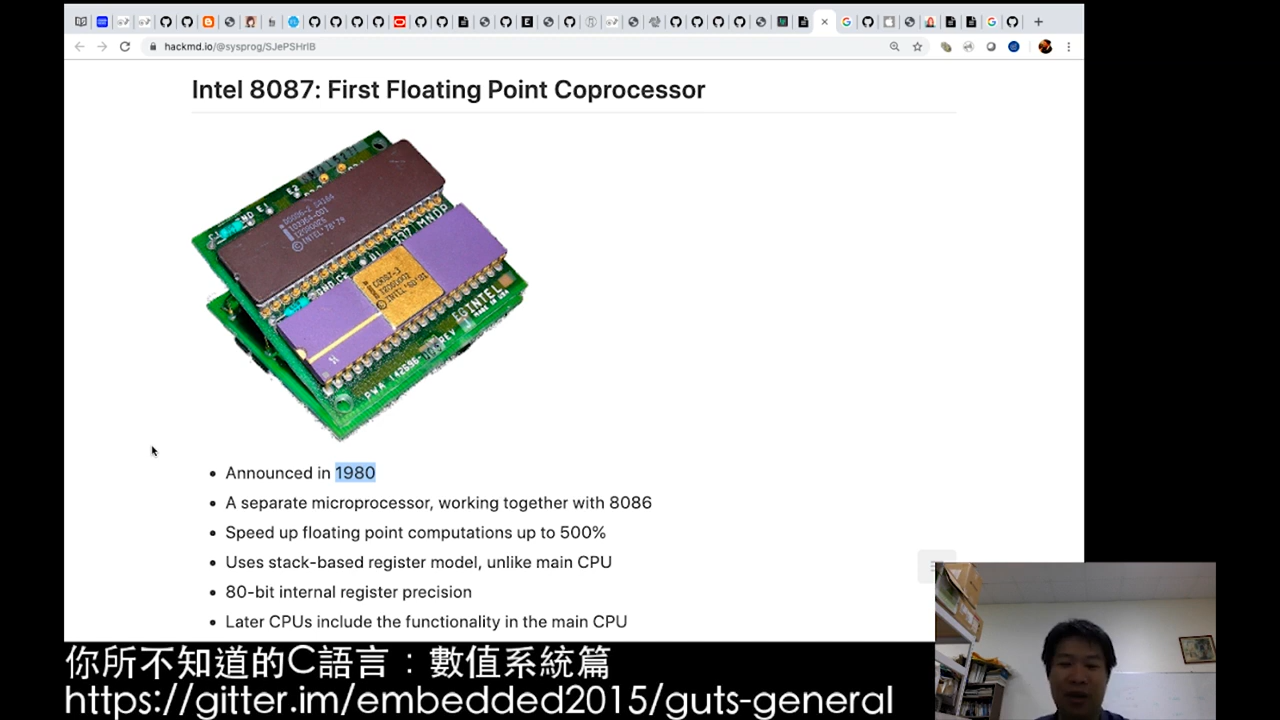 hackmd.io/@sysprog/SJePSHrlB
Intel 8087: First Floating Point Coprocessor
Announced in 1980
A separate microprocessor, working together with 8086
Speed up floating point computations up to 500%
Uses stack-based register model, unlike main CPU
80-bit internal register precision
Later CPUs include the functionality in the main CPU
你所不知道的C語言：數值系統篇
https://gitter.im/embedded2015/guts-general